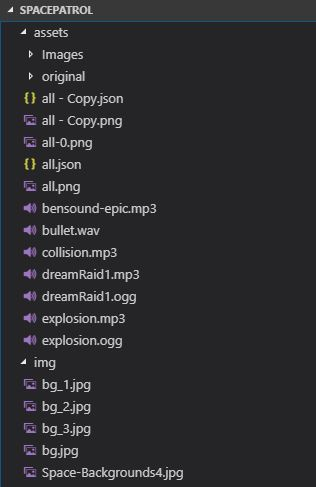 SPACEPATROL
assets
Images
original
all - Copy.json
all - Copy.png
all-0.png
all.json
all.png
bensound-epic.mp3
bullet.wav
collision.mp3
dreamRaid1.mp3
dreamRaid1.ogg
explosion.mp3
explosion.ogg
img
bg_1.jpg
bg_2.jpg
bg_3.jpg
bg.jpg
Space-Backgrounds4.jpg